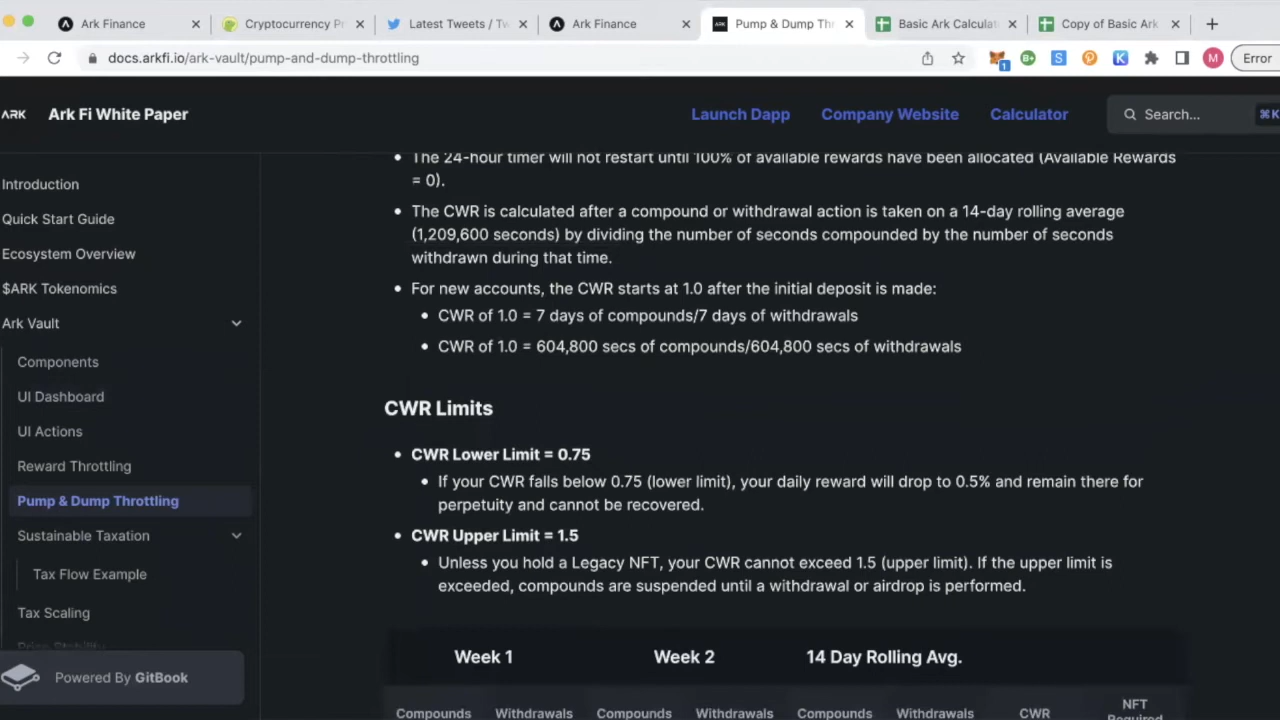 Ark Finance
Cryptocurrency Pr
Latest Tweets / Tw
Ark Finance
Pump & Dump Thr
Basic Ark Calculat
Copy of Basic Ark
docs.arkfi.io/ark-vault/pump-and-dump-throttling
1
B+
S
K
M
Error
ARK
Ark Fi White Paper
Launch Dapp
Company Website
Calculator
Search...
⌘K
Introduction
Quick Start Guide
Ecosystem Overview
$ARK Tokenomics
Ark Vault
Components
UI Dashboard
UI Actions
Reward Throttling
Pump & Dump Throttling
Sustainable Taxation
Tax Flow Example
Tax Scaling
Price Stability
Powered By GitBook
The 24-hour timer will not restart until 100% of available rewards have been allocated (Available Rewards
= 0).
The CWR is calculated after a compound or withdrawal action is taken on a 14-day rolling average
(1,209,600 seconds) by dividing the number of seconds compounded by the number of seconds
withdrawn during that time.
For new accounts, the CWR starts at 1.0 after the initial deposit is made:
CWR of 1.0 = 7 days of compounds/7 days of withdrawals
CWR of 1.0 = 604,800 secs of compounds/604,800 secs of withdrawals
CWR Limits
CWR Lower Limit = 0.75
If your CWR falls below 0.75 (lower limit), your daily reward will drop to 0.5% and remain there for
perpetuity and cannot be recovered.
CWR Upper Limit = 1.5
Unless you hold a Legacy NFT, your CWR cannot exceed 1.5 (upper limit). If the upper limit is
exceeded, compounds are suspended until a withdrawal or airdrop is performed.
Week 1
Week 2
14 Day Rolling Avg.
Compounds
Withdrawals
Compounds
Withdrawals
Compounds
Withdrawals
CWR
NFT
Required